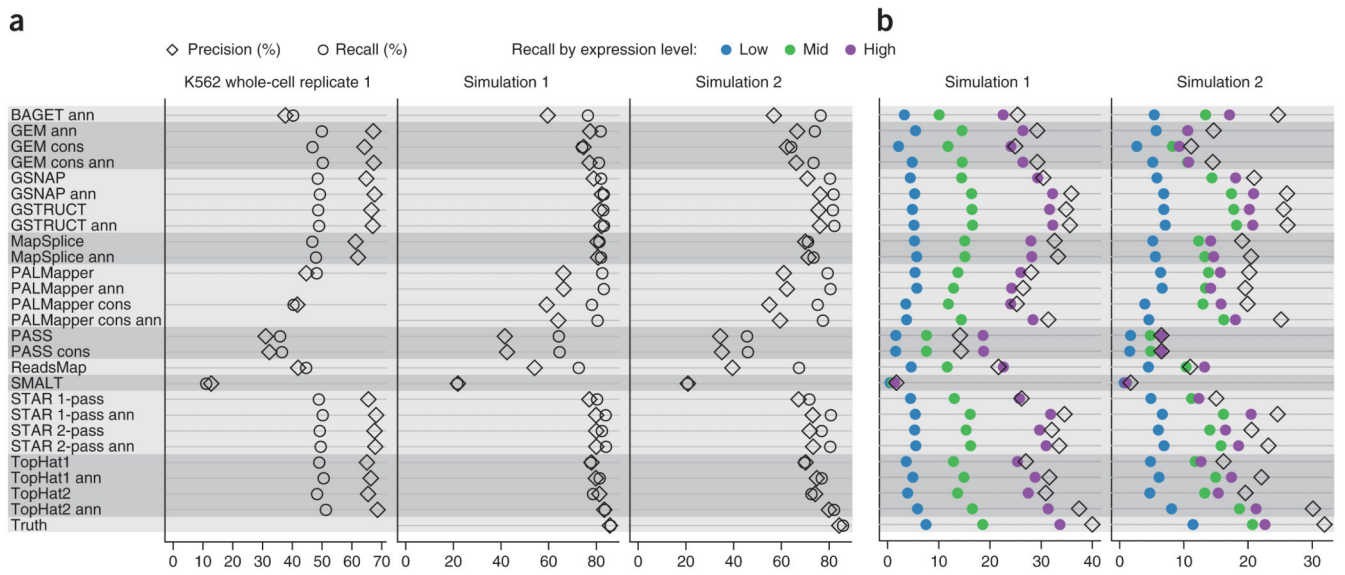 a
b
Precision (%) Recall (%) Recall by expression level: Low Mid High
K562 whole-cell replicate 1 Simulation 1 Simulation 2 Simulation 1 Simulation 2
BAGET ann
GEM ann
GEM cons
GEM cons ann
GSNAP
GSNAP ann
GSTRUCT
GSTRUCT ann
MapSplice
MapSplice ann
PALMapper
PALMapper ann
PALMapper cons
PALMapper cons ann
PASS
PASS cons
ReadsMap
SMALT
STAR 1-pass
STAR 1-pass ann
STAR 2-pass
STAR 2-pass ann
TopHat1
TopHat1 ann
TopHat2
TopHat2 ann
Truth
0 10 20 30 40 50 60 70 0 20 40 60 80 0 20 40 60 80 0 10 20 30 40 0 10 20 30